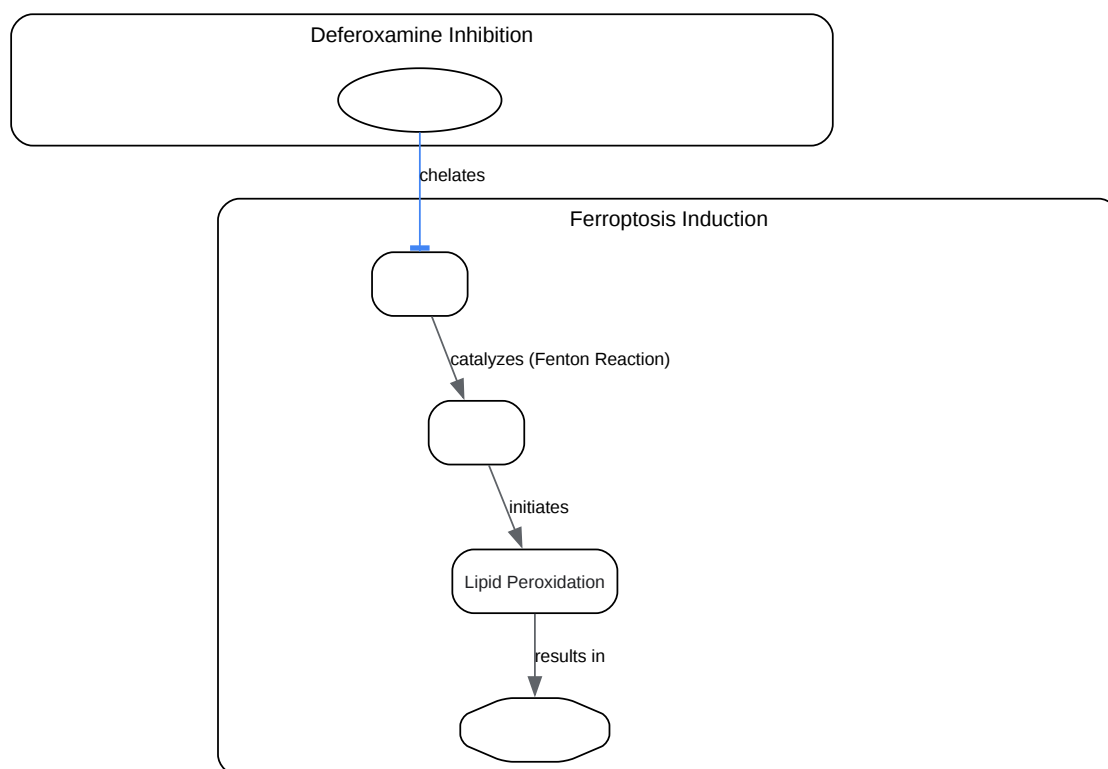 Deferoxamine Inhibition
chelates
Ferroptosis Induction
catalyzes (Fenton Reaction)
initiates
Lipid Peroxidation
results in